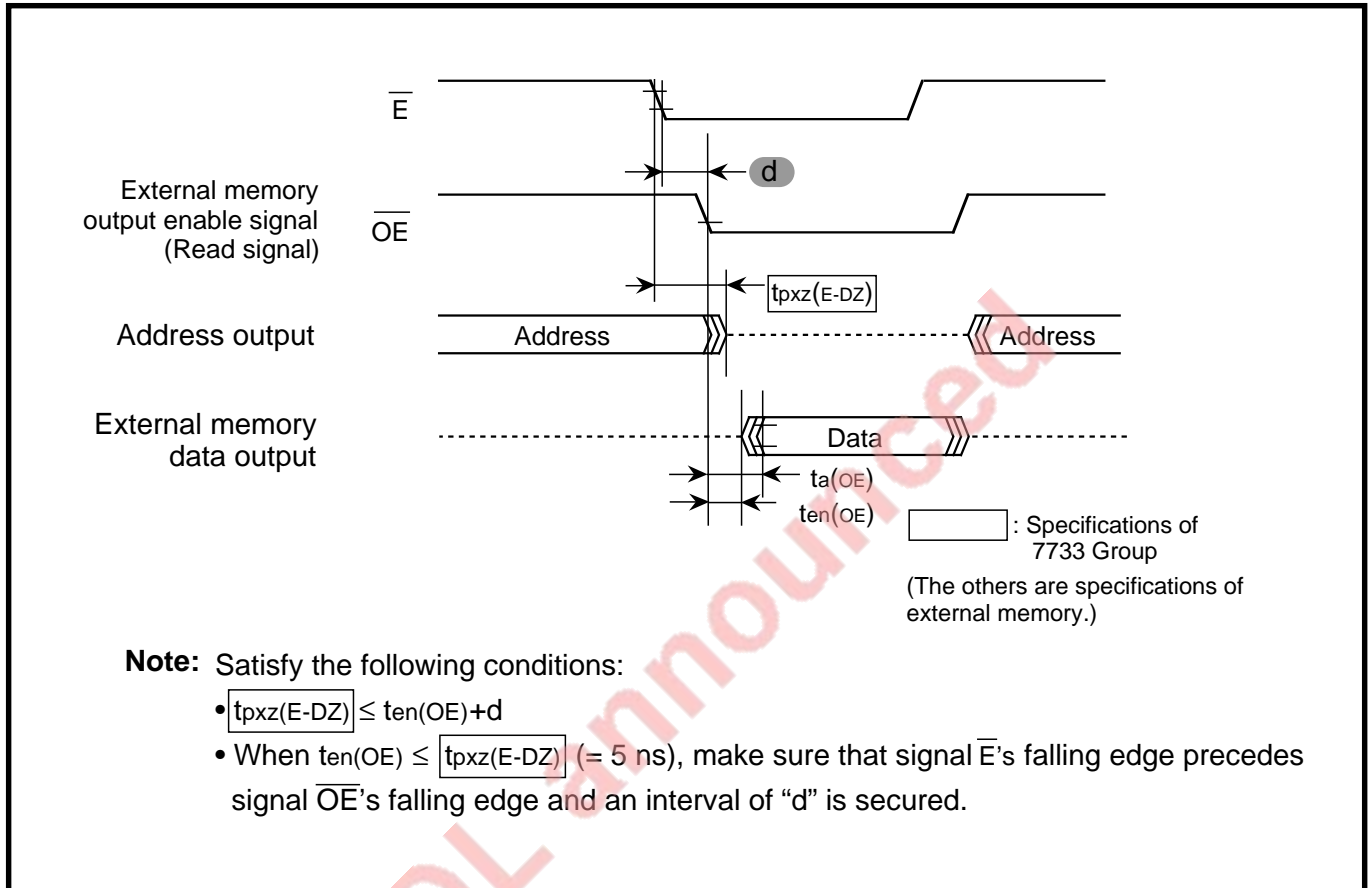 E
d
External memory
output enable signal
(Read signal)
OE
tpxz(E-DZ)
Address output
Address
Address
External memory
data output
Data
ta(OE)
ten(OE)
: Specifications of
7733 Group
(The others are specifications of
external memory.)
Note: Satisfy the following conditions:
• tpxz(E-DZ) ≤ ten(OE)+d
• When ten(OE) ≤ tpxz(E-DZ) (= 5 ns), make sure that signal E's falling edge precedes
signal OE's falling edge and an interval of “d” is secured.
OL announced